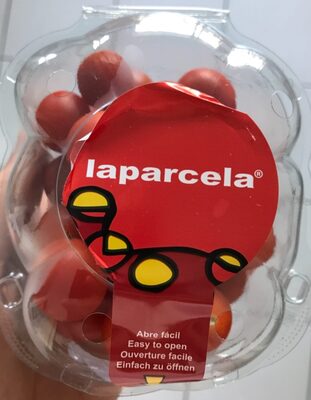 laparcela®
Abre fácil
Easy to open
Ouverture facile
Einfach zu öffnen